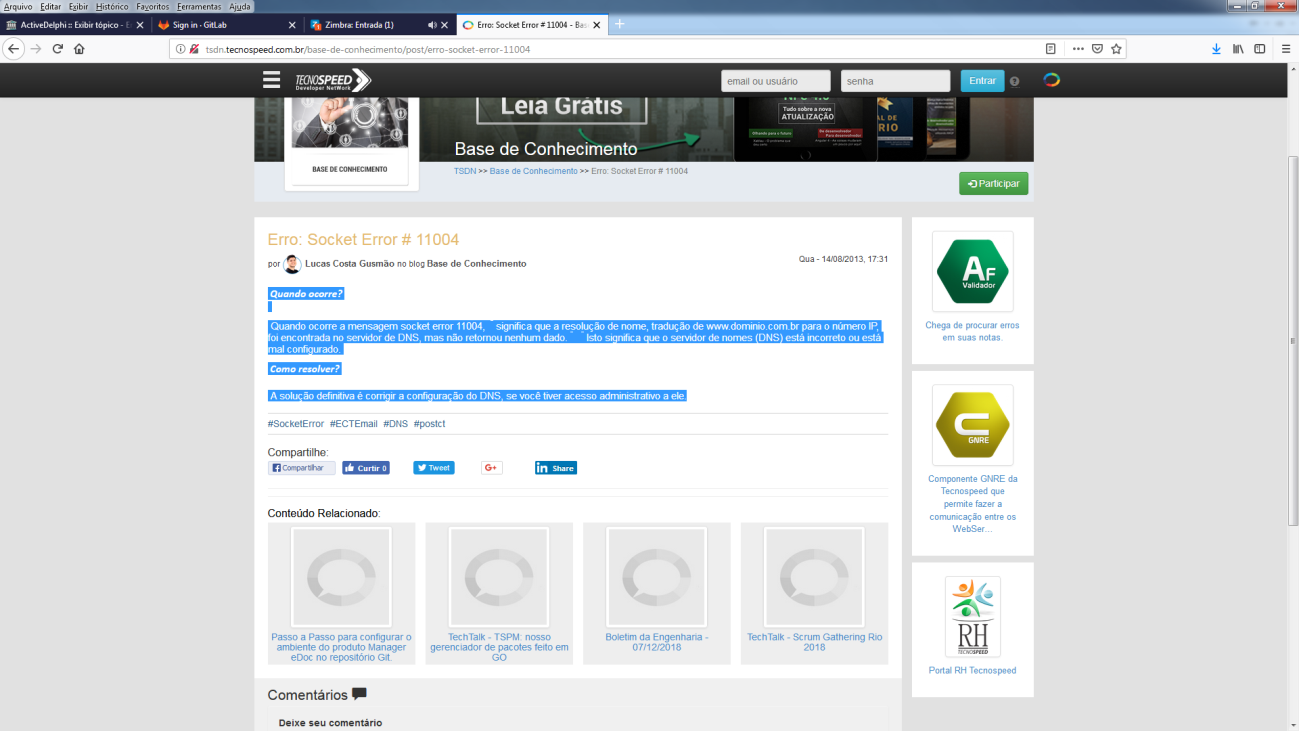 Arquivo Editar Exibir Histórico Favoritos Ferramentas Ajuda
ActiveDelphi :: Exibir tópico - E
Sign in · GitLab
Zimbra: Entrada (1)
Erro: Socket Error # 11004 - Bas
tsdn.tecnospeed.com.br/base-de-conhecimento/post/erro-socket-error-11004
TECNOSPEED
Developer NetWork
email ou usuário
senha
Entrar
Leia Grátis
Tudo sobre a nova
ATUALIZAÇÃO
BASE DE CONHECIMENTO
Base de Conhecimento
TSDN >> Base de Conhecimento >> Erro: Socket Error # 11004
Participar
Erro: Socket Error # 11004
por Lucas Costa Gusmão no blog Base de Conhecimento
Qua - 14/08/2013, 17:31
Quando ocorre?
Quando ocorre a mensagem socket error 11004, significa que a resolução de nome, tradução de www.dominio.com.br para o número IP,
foi encontrada no servidor de DNS, mas não retornou nenhum dado. Isto significa que o servidor de nomes (DNS) está incorreto ou está
mal configurado.
Como resolver?
A solução definitiva é corrigir a configuração do DNS, se você tiver acesso administrativo a ele.
#SocketError #ECTEmail #DNS #postct
Compartilhe:
Compartilhar
Curtir 0
Tweet
G+
in Share
Conteúdo Relacionado:
Passo a Passo para configurar o
ambiente do produto Manager
eDoc no repositório Git.
TechTalk - TSPM: nosso
gerenciador de pacotes feito em
GO
Boletim da Engenharia -
07/12/2018
TechTalk - Scrum Gathering Rio
2018
Comentários
Deixe seu comentário
AF
Validador
Chega de procurar erros
em suas notas.
GNRE
Componente GNRE da
Tecnospeed que
permite fazer a
comunicação entre os
WebSer...
RH
TECNOSPEED
Portal RH Tecnospeed